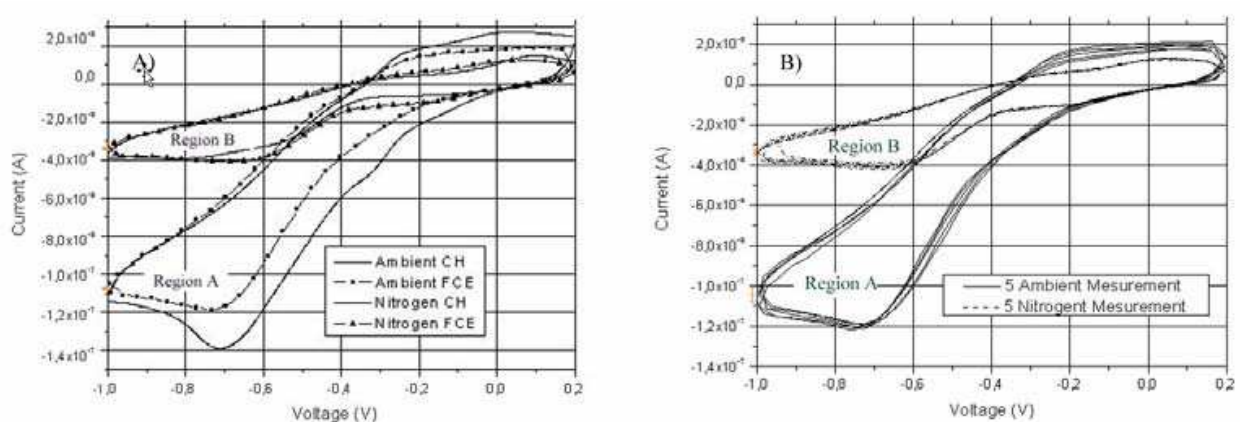 A)
Current (A)
2,0x10⁻⁸
0,0
-2,0x10⁻⁸
-4,0x10⁻⁸
-6,0x10⁻⁸
-8,0x10⁻⁸
-1,0x10⁻⁷
-1,2x10⁻⁷
-1,4x10⁻⁷
Region B
Region A
Ambient CH
Ambient FCE
Nitrogen CH
Nitrogen FCE
-1,0 -0,8 -0,6 -0,4 -0,2 0,0 0,2
Voltage (V)
B)
Current (A)
2,0x10⁻⁸
0,0
-2,0x10⁻⁸
-4,0x10⁻⁸
-6,0x10⁻⁸
-8,0x10⁻⁸
-1,0x10⁻⁷
-1,2x10⁻⁷
-1,4x10⁻⁷
Region B
Region A
5 Ambient Mesurement
5 Nitrogent Mesurement
-1,0 -0,8 -0,6 -0,4 -0,2 0,0 0,2
Voltage (V)